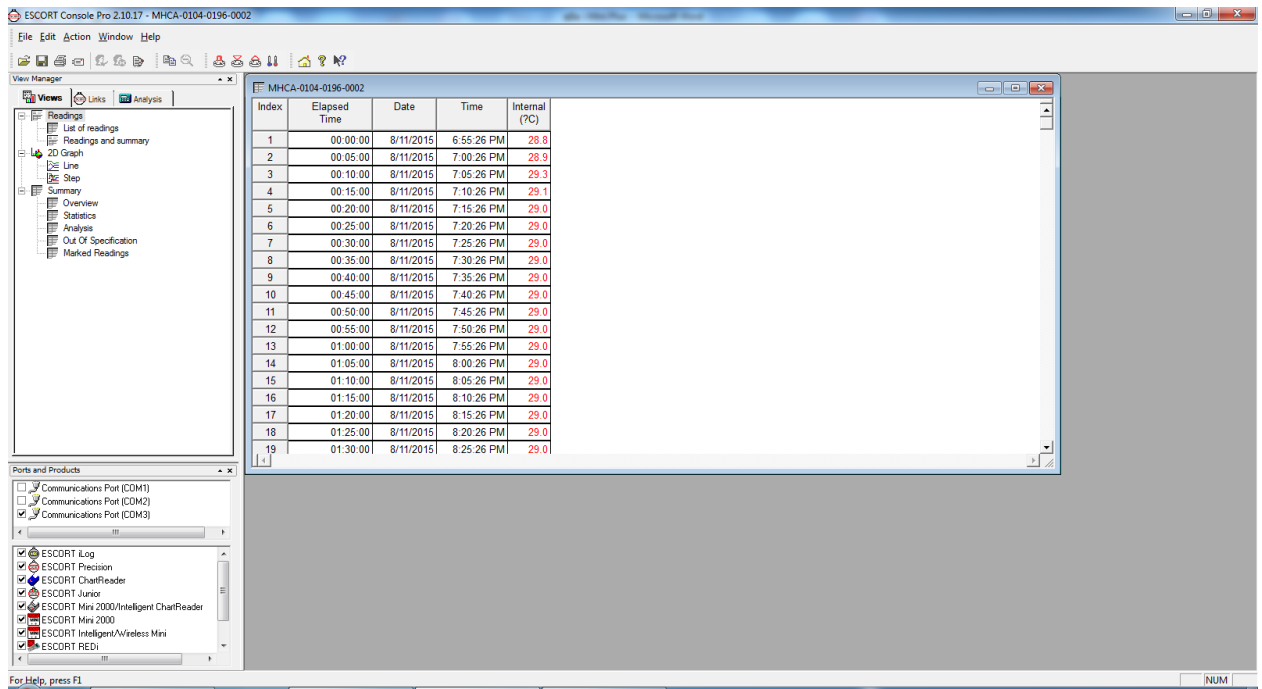 ESCORT Console Pro 2.10.17 - MHCA-0104-0196-0002
File Edit Action Window Help
View Manager
Views Links Analysis
Readings
List of readings
Readings and summary
2D Graph
Line
Step
Summary
Overview
Statistics
Analysis
Out Of Specification
Marked Readings
MHCA-0104-0196-0002
Index Elapsed Time Date Time Internal (?C)
1 00:00:00 8/11/2015 6:55:26 PM 28.8
2 00:05:00 8/11/2015 7:00:26 PM 28.9
3 00:10:00 8/11/2015 7:05:26 PM 29.3
4 00:15:00 8/11/2015 7:10:26 PM 29.1
5 00:20:00 8/11/2015 7:15:26 PM 29.0
6 00:25:00 8/11/2015 7:20:26 PM 29.0
7 00:30:00 8/11/2015 7:25:26 PM 29.0
8 00:35:00 8/11/2015 7:30:26 PM 29.0
9 00:40:00 8/11/2015 7:35:26 PM 29.0
10 00:45:00 8/11/2015 7:40:26 PM 29.0
11 00:50:00 8/11/2015 7:45:26 PM 29.0
12 00:55:00 8/11/2015 7:50:26 PM 29.0
13 01:00:00 8/11/2015 7:55:26 PM 29.0
14 01:05:00 8/11/2015 8:00:26 PM 29.0
15 01:10:00 8/11/2015 8:05:26 PM 29.0
16 01:15:00 8/11/2015 8:10:26 PM 29.0
17 01:20:00 8/11/2015 8:15:26 PM 29.0
18 01:25:00 8/11/2015 8:20:26 PM 29.0
19 01:30:00 8/11/2015 8:25:26 PM 29.0
Ports and Products
Communications Port (COM1)
Communications Port (COM2)
Communications Port (COM3)
ESCORT iLog
ESCORT Precision
ESCORT ChartReader
ESCORT Junior
ESCORT Mini 2000/Intelligent ChartReader
ESCORT Mini 2000
ESCORT Intelligent/Wireless Mini
ESCORT REDi
For Help, press F1
NUM